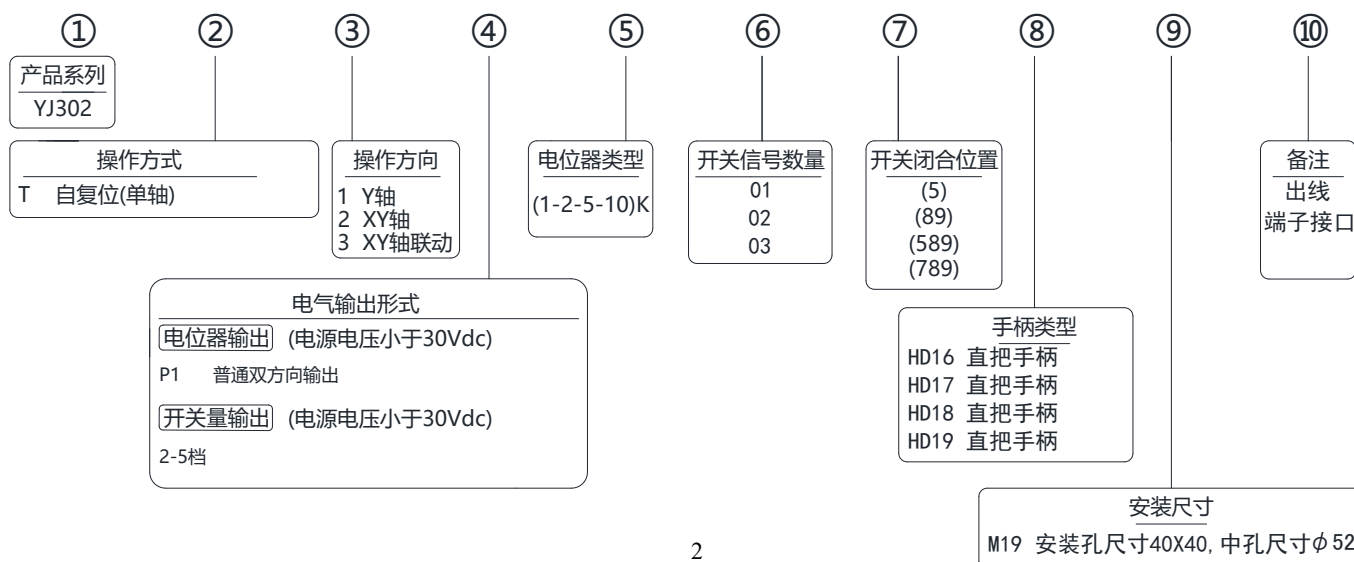 ① ② ③ ④ ⑤ ⑥ ⑦ ⑧ ⑨ ⑩
产品系列
YJ302
操作方式
T 自复位(单轴)
操作方向
1 Y轴
2 XY轴
3 XY轴联动
电位器类型
(1-2-5-10)K
开关信号数量
01
02
03
开关闭合位置
(5)
(89)
(589)
(789)
备注
出线
端子接口
电气输出形式
电位器输出 (电源电压小于30Vdc)
P1 普通双方向输出
开关量输出 (电源电压小于30Vdc)
2-5档
手柄类型
HD16 直把手柄
HD17 直把手柄
HD18 直把手柄
HD19 直把手柄
安装尺寸
M19 安装孔尺寸40X40,中孔尺寸ϕ52
2